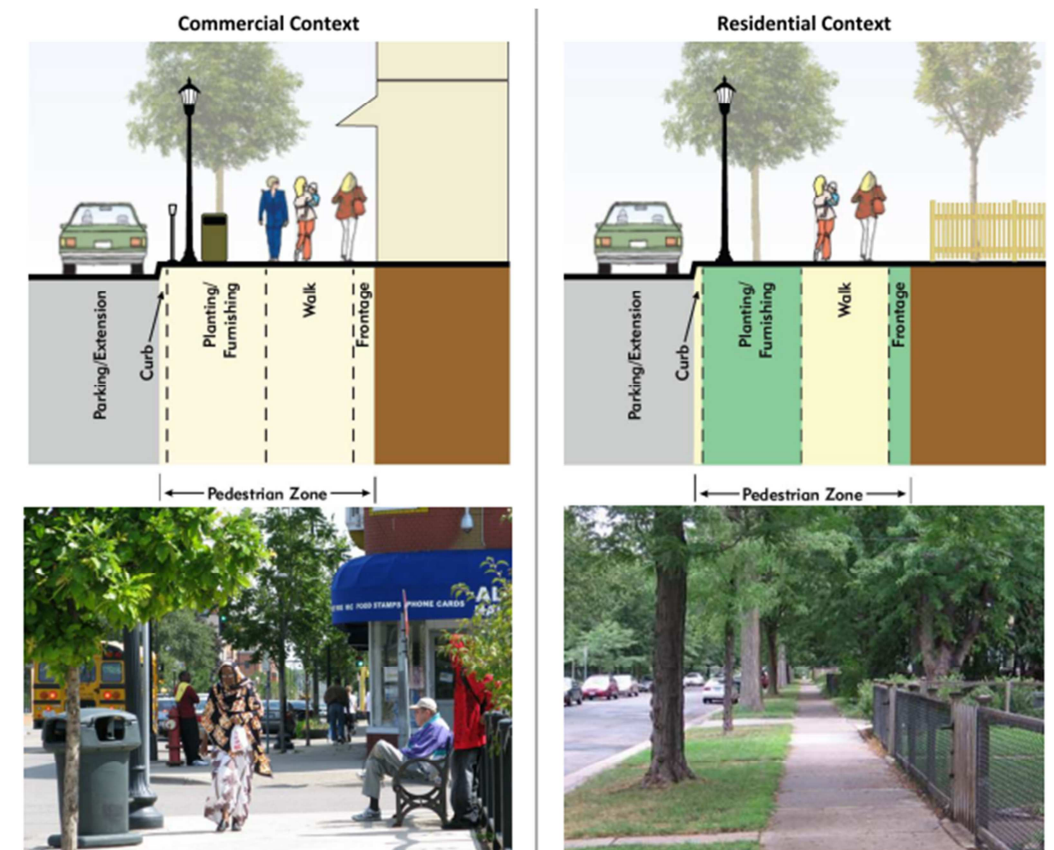 Commercial Context
Residential Context
Parking/Extension
Curb
Planting/
Furnishing
Walk
Frontage
Pedestrian Zone
Parking/Extension
Curb
Planting/
Furnishing
Walk
Frontage
Pedestrian Zone
FOOD STAMPS PHONE CARDS
AL